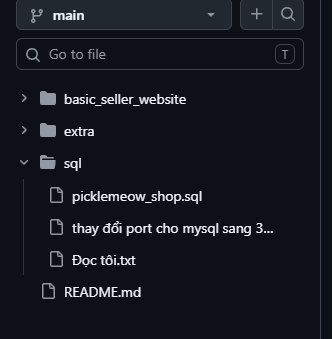 main
Go to file
T
basic_seller_website
extra
sql
picklemeow_shop.sql
thay đổi port cho mysql sang 3...
Đọc tôi.txt
README.md